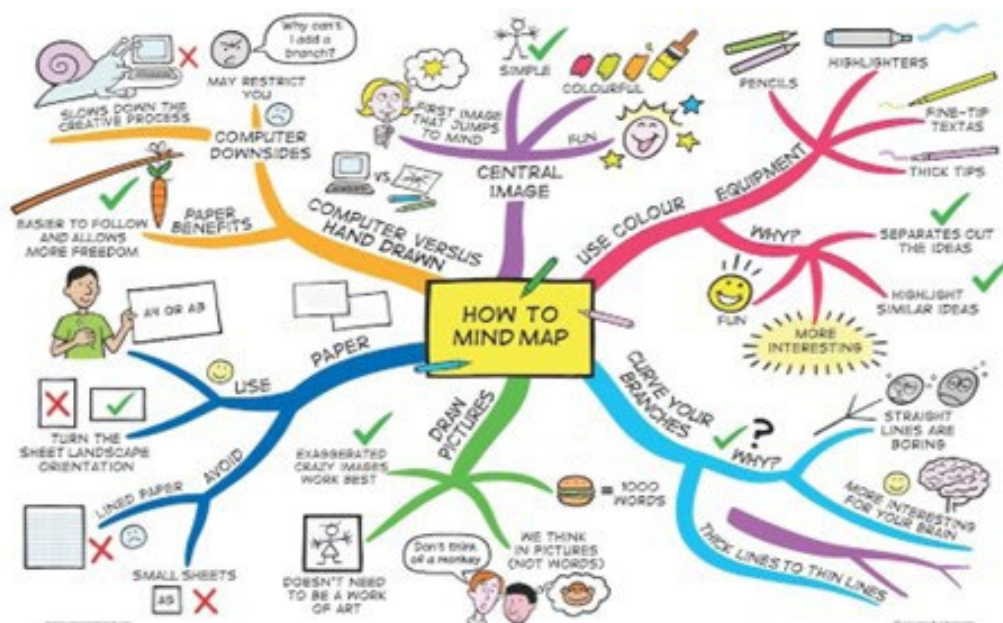 HOW TO
MIND MAP
CENTRAL
IMAGE
FIRST IMAGE
THAT JUMPS
TO MIND
SIMPLE
COLOURFUL
FUN
USE COLOUR
EQUIPMENT
PENCILS
HIGHLIGHTERS
FINE-TIP
TEXTAS
THICK TIPS
WHY?
SEPARATES OUT
THE IDEAS
HIGHLIGHT
SIMILAR IDEAS
MORE
INTERESTING
FUN
CURVE YOUR
BRANCHES
?
WHY?
STRAIGHT
LINES ARE
BORING
MORE INTERESTING
FOR YOUR
BRAIN
THICK LINES TO THIN LINES
DRAW
PICTURES
= 1000
WORDS
WE THINK
IN PICTURES
(NOT WORDS)
Don't think
of a monkey
DOESN'T NEED
TO BE A WORK
OF ART
EXAGGERATED
CRAZY IMAGES
WORK BEST
PAPER
USE
A4 OR A3
TURN THE
SHEET LANDSCAPE
ORIENTATION
AVOID
LINED PAPER
SMALL SHEETS
A5
COMPUTER VERSUS
HAND DRAWN
VS.
PAPER
BENEFITS
EASIER TO FOLLOW
AND ALLOWS
MORE FREEDOM
COMPUTER
DOWNSIDES
SLOWS DOWN THE
CREATIVE PROCESS
MAY RESTRICT
YOU
Why can't
I add a
branch?